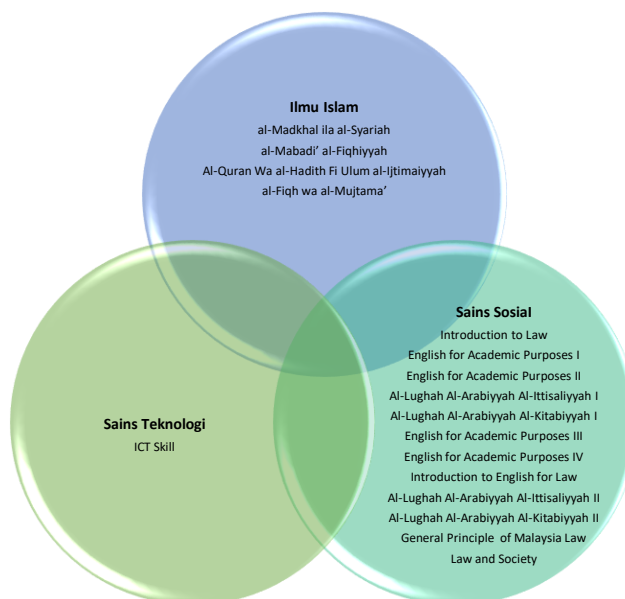 Ilmu Islam
al-Madkhal ila al-Syariah
al-Mabadi’ al-Fiqhiyyah
Al-Quran Wa al-Hadith Fi Ulum al-Ijtimaiyyah
al-Fiqh wa al-Mujtama’
Sains Sosial
Introduction to Law
English for Academic Purposes I
English for Academic Purposes II
Al-Lughah Al-Arabiyyah Al-Ittisaliyyah I
Al-Lughah Al-Arabiyyah Al-Kitabiyyah I
English for Academic Purposes III
English for Academic Purposes IV
Introduction to English for Law
Al-Lughah Al-Arabiyyah Al-Ittisaliyyah II
Al-Lughah Al-Arabiyyah Al-Kitabiyyah II
General Principle of Malaysia Law
Law and Society
Sains Teknologi
ICT Skill